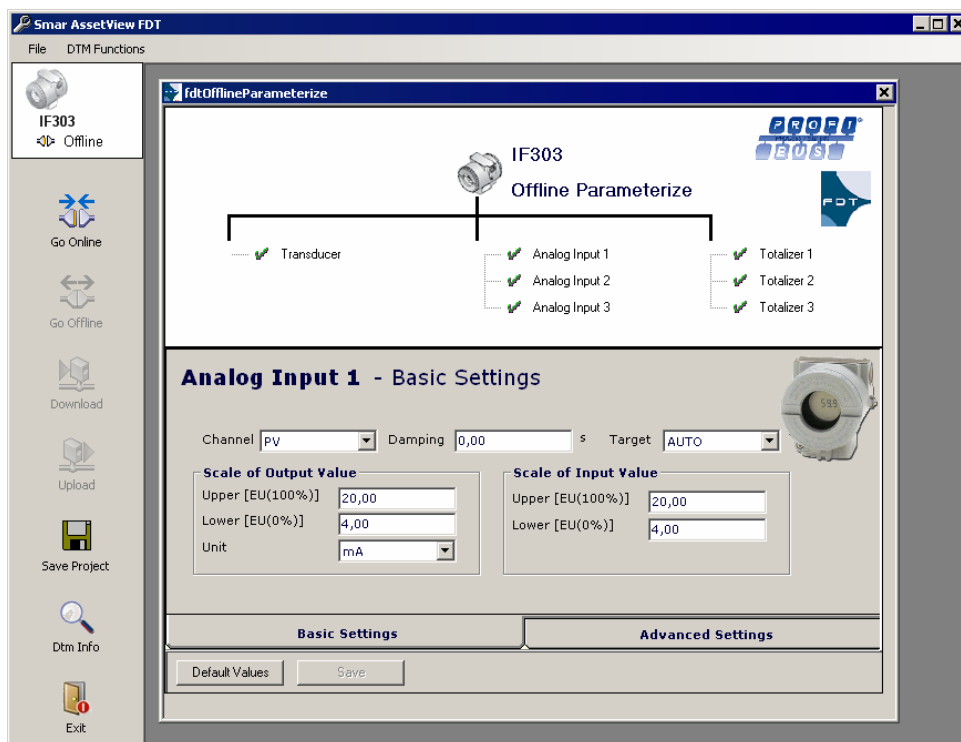 Smar AssetView FDT
File DTM Functions
IF303
Offline
Go Online
Go Offline
Download
Upload
Save Project
Dtm Info
Exit
fdtOfflineParameterize
PROFI
BUS
FDT
IF303
Offline Parameterize
Transducer
Analog Input 1
Analog Input 2
Analog Input 3
Totalizer 1
Totalizer 2
Totalizer 3
Analog Input 1 - Basic Settings
Channel PV Damping 0,00 s Target AUTO
Scale of Output Value
Upper [EU(100%)] 20,00
Lower [EU(0%)] 4,00
Unit mA
Scale of Input Value
Upper [EU(100%)] 20,00
Lower [EU(0%)] 4,00
Basic Settings
Advanced Settings
Default Values
Save